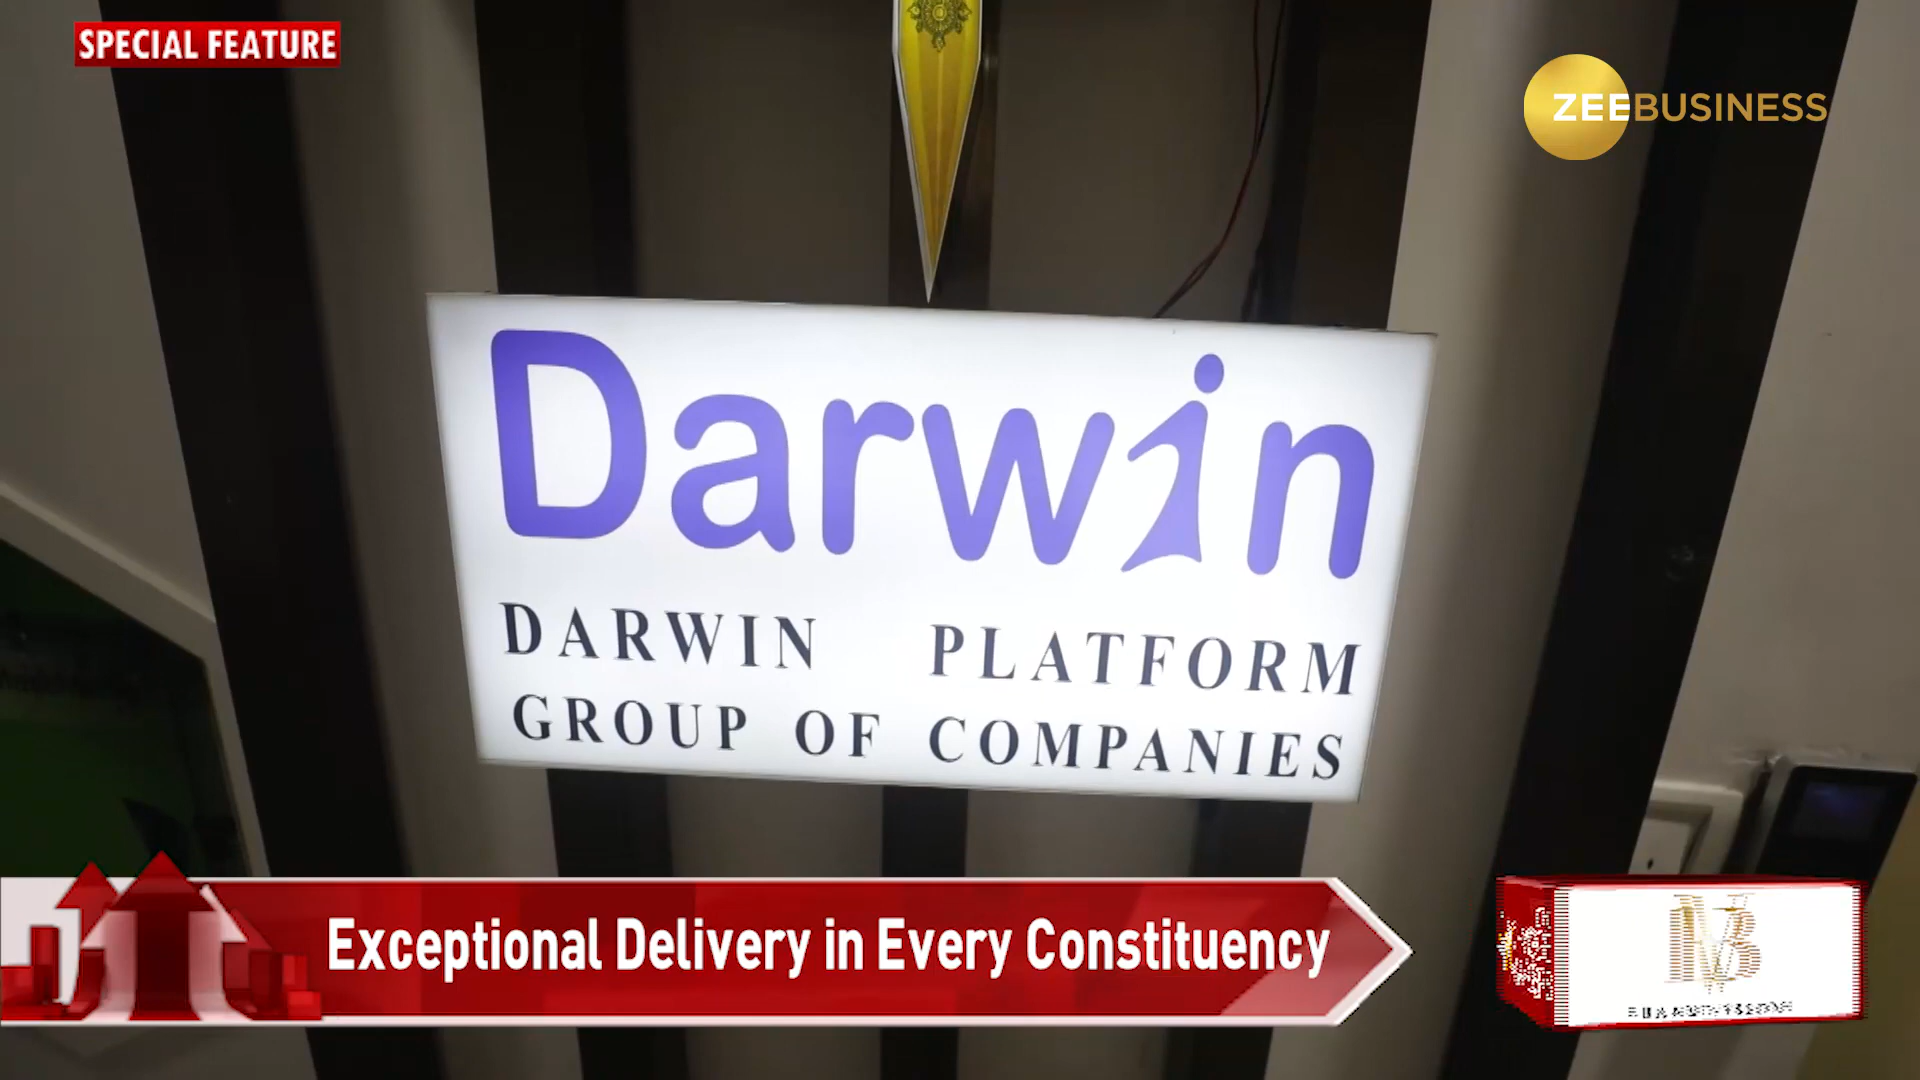 SPECIAL FEATURE
ZEEBUSINESS
Darwin
DARWIN PLATFORM
GROUP OF COMPANIES
Exceptional Delivery in Every Constituency